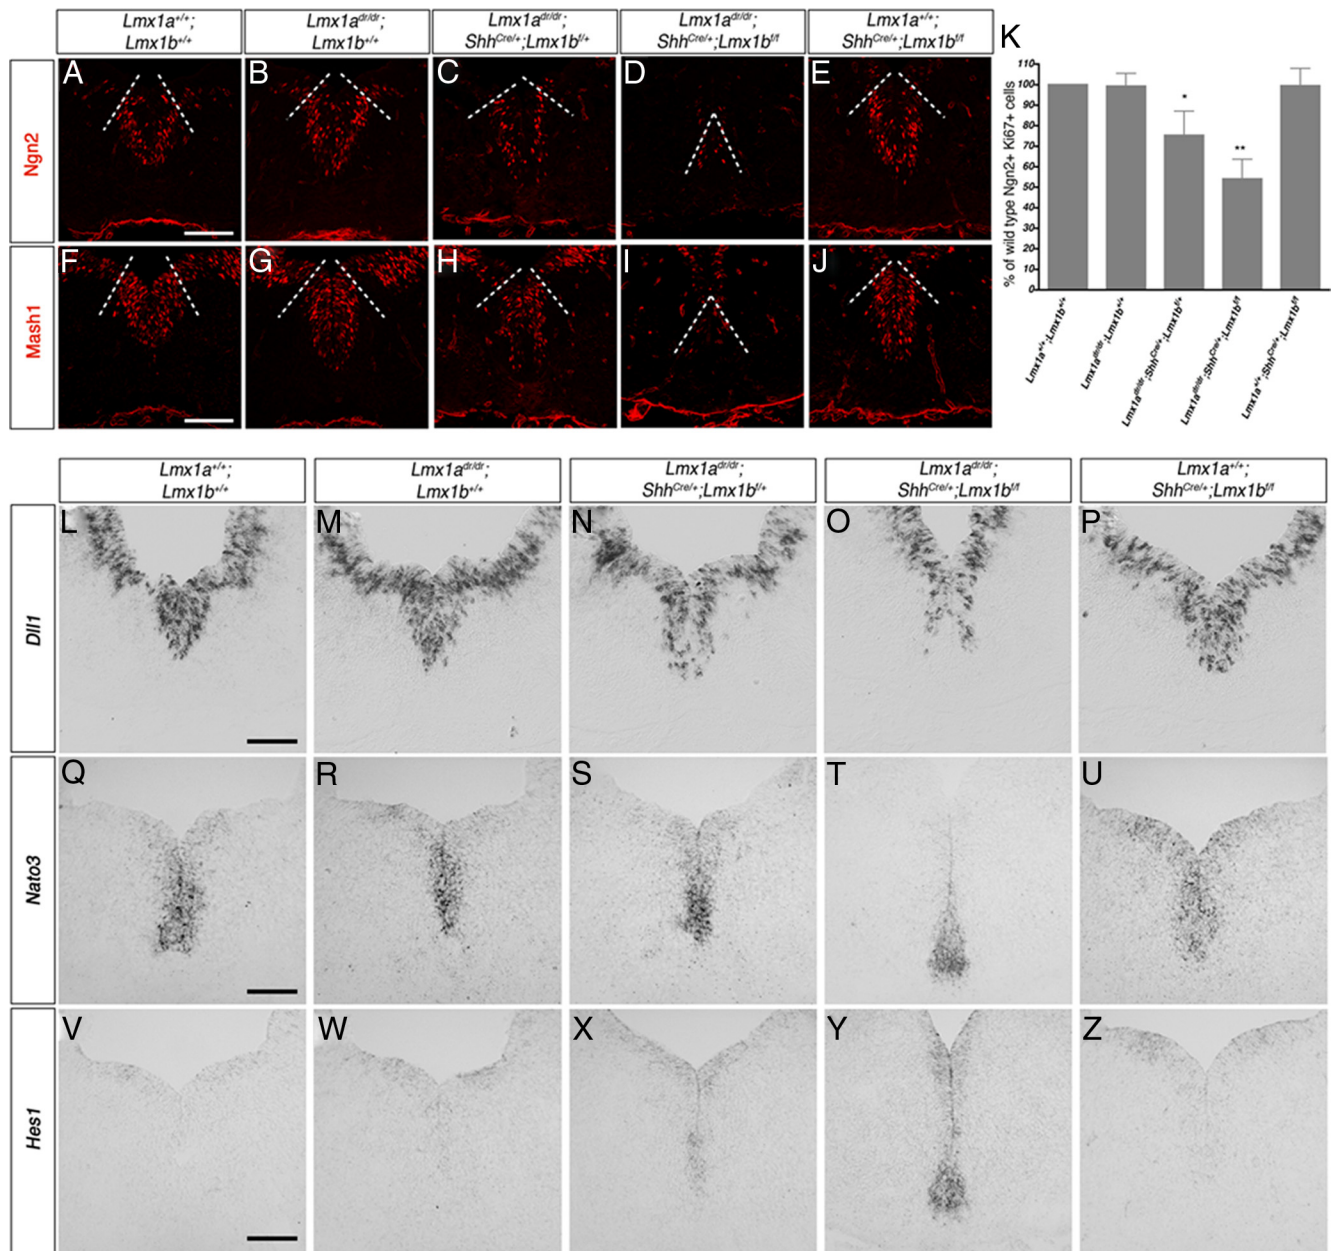 Lmx1a+/+; Lmx1b+/+
Lmx1adr/dr; Lmx1b+/+
Lmx1adr/dr; ShhCre/+;Lmx1bf/+
Lmx1adr/dr; ShhCre/+;Lmx1bf/f
Lmx1a+/+; ShhCre/+;Lmx1bf/f
Ngn2
A
B
C
D
E
Mash1
F
G
H
I
J
K
% of wild type Ngn2+ Ki67+ cells
110
100
90
80
70
60
50
40
30
20
10
0
*
**
Lmx1a+/+;Lmx1b+/+
Lmx1adr/dr;Lmx1b+/+
Lmx1adr/dr;ShhCre/+;Lmx1bf/+
Lmx1adr/dr;ShhCre/+;Lmx1bf/f
Lmx1a+/+;ShhCre/+;Lmx1bf/f
Lmx1a+/+; Lmx1b+/+
Lmx1adr/dr; Lmx1b+/+
Lmx1adr/dr; ShhCre/+;Lmx1bf/+
Lmx1adr/dr; ShhCre/+;Lmx1bf/f
Lmx1a+/+; ShhCre/+;Lmx1bf/f
Dll1
L
M
N
O
P
Nato3
Q
R
S
T
U
Hes1
V
W
X
Y
Z